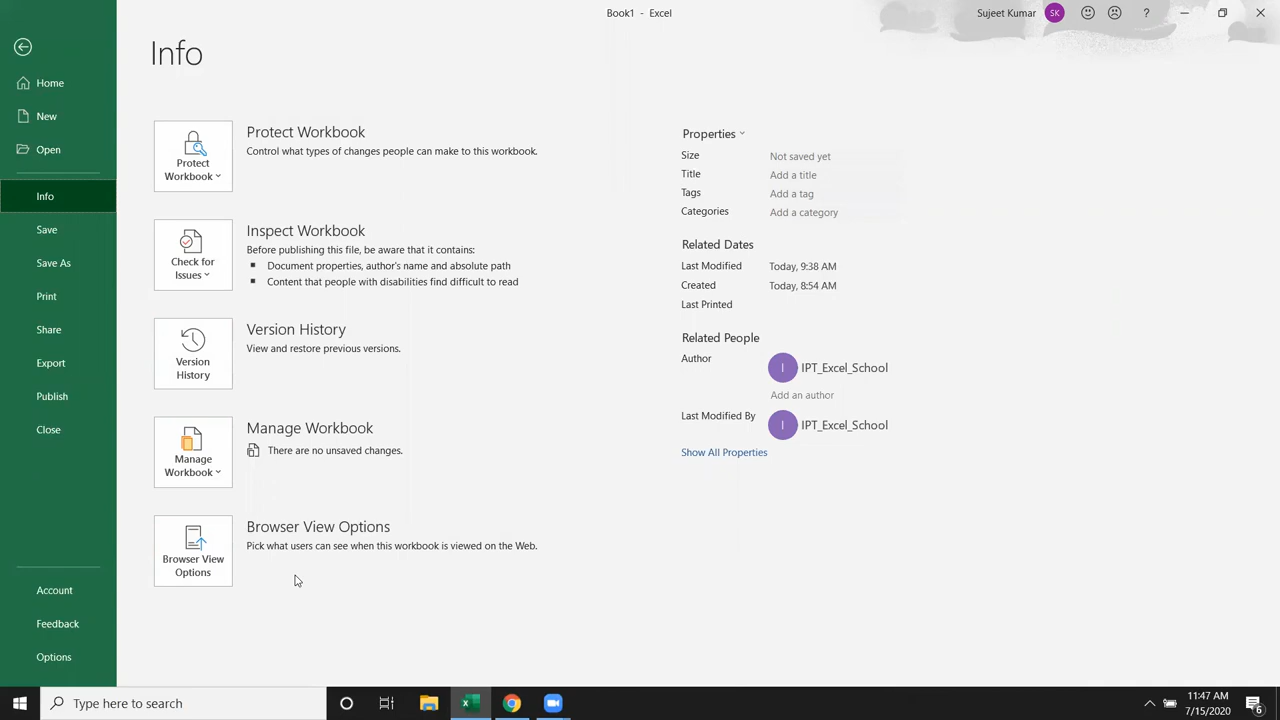 Book1 - Excel
Sujeet Kumar
SK
?
Info
Home
New
Open
Info
Save
Save As
Print
Share
Export
Publish
Close
Account
Feedback
Options
Protect Workbook
Protect Workbook
Control what types of changes people can make to this workbook.
Check for Issues
Inspect Workbook
Before publishing this file, be aware that it contains:
Document properties, author's name and absolute path
Content that people with disabilities find difficult to read
Version History
Version History
View and restore previous versions.
Manage Workbook
Manage Workbook
There are no unsaved changes.
Browser View Options
Browser View Options
Pick what users can see when this workbook is viewed on the Web.
Properties
Size Not saved yet
Title Add a title
Tags Add a tag
Categories Add a category
Related Dates
Last Modified Today, 9:38 AM
Created Today, 8:54 AM
Last Printed
Related People
Author I IPT_Excel_School
Add an author
Last Modified By I IPT_Excel_School
Show All Properties
Type here to search
11:47 AM
7/15/2020
6